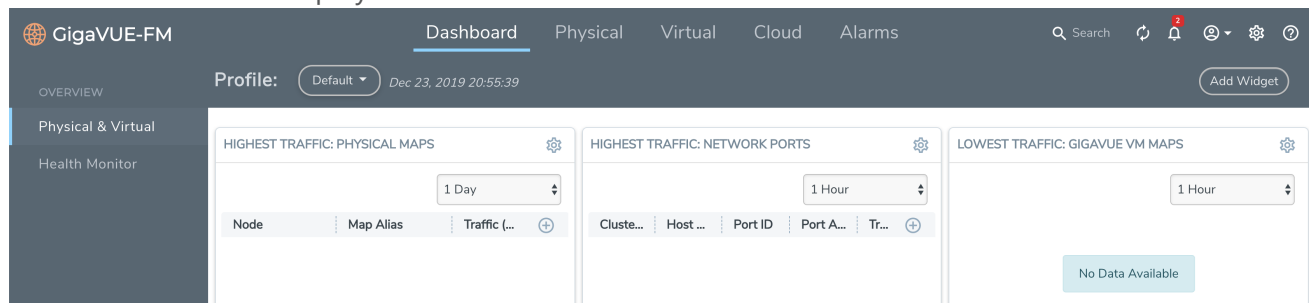 GigaVUE-FM
Dashboard Physical Virtual Cloud Alarms
Search
2
OVERVIEW
Profile: Default Dec 23, 2019 20:55:39
Add Widget
Physical & Virtual
Health Monitor
HIGHEST TRAFFIC: PHYSICAL MAPS
1 Day
Node Map Alias Traffic (...
HIGHEST TRAFFIC: NETWORK PORTS
1 Hour
Cluste... Host ... Port ID Port A... Tr...
LOWEST TRAFFIC: GIGAVUE VM MAPS
1 Hour
No Data Available